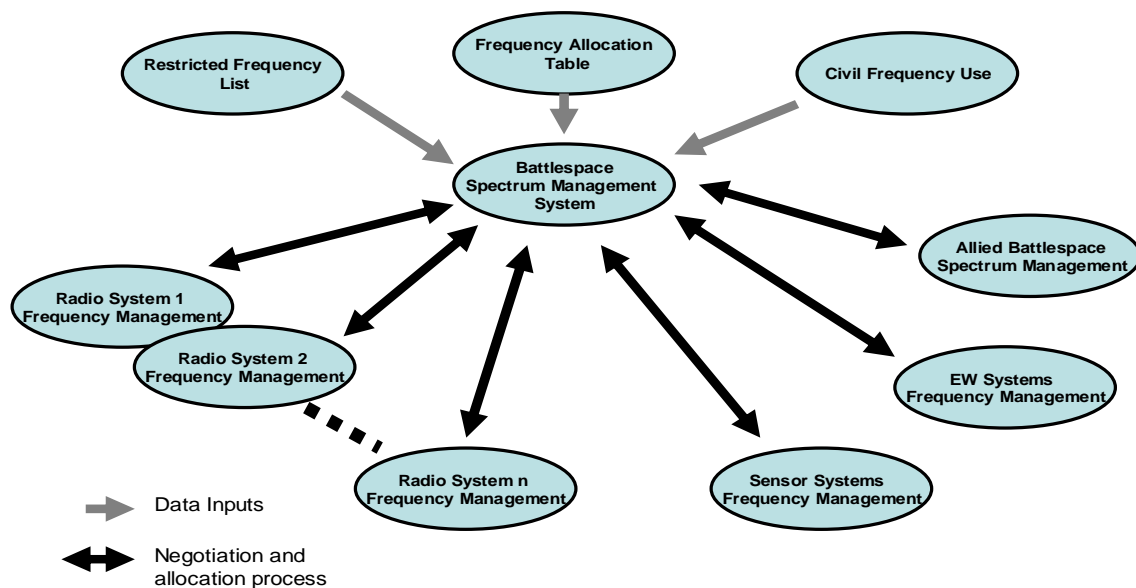 Restricted Frequency
List
Frequency Allocation
Table
Civil Frequency Use
Battlespace
Spectrum Management
System
Allied Battlespace
Spectrum Management
Radio System 1
Frequency Management
Radio System 2
Frequency Management
EW Systems
Frequency Management
Radio System n
Frequency Management
Sensor Systems
Frequency Management
Data Inputs
Negotiation and
allocation process